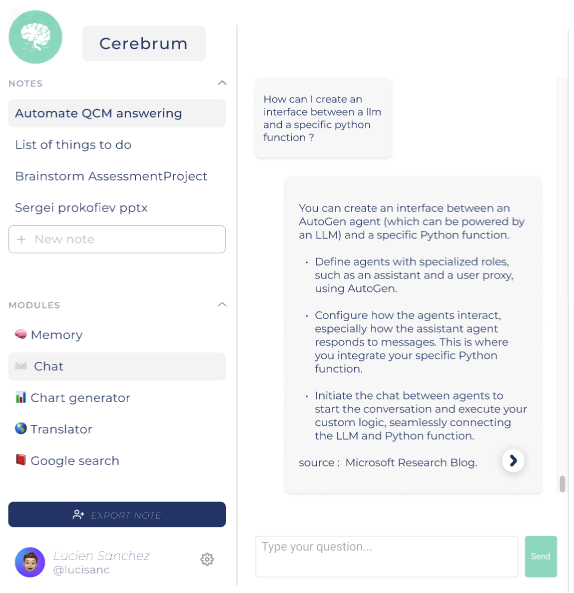 Cerebrum
NOTES
Automate QCM answering
List of things to do
Brainstorm AssessmentProject
Sergei prokofiev pptx
+ New note
MODULES
Memory
Chat
Chart generator
Translator
Google search
EXPORT NOTE
Lucien Sanchez
@lucisanc
How can I create an
interface between a llm
and a specific python
function ?
You can create an interface between an
AutoGen agent (which can be powered by
an LLM) and a specific Python function.
• Define agents with specialized roles,
such as an assistant and a user proxy,
using AutoGen.
• Configure how the agents interact,
especially how the assistant agent
responds to messages. This is where
you integrate your specific Python
function.
• Initiate the chat between agents to
start the conversation and execute your
custom logic, seamlessly connecting
the LLM and Python function.
source : Microsoft Research Blog.
Type your question...
Send